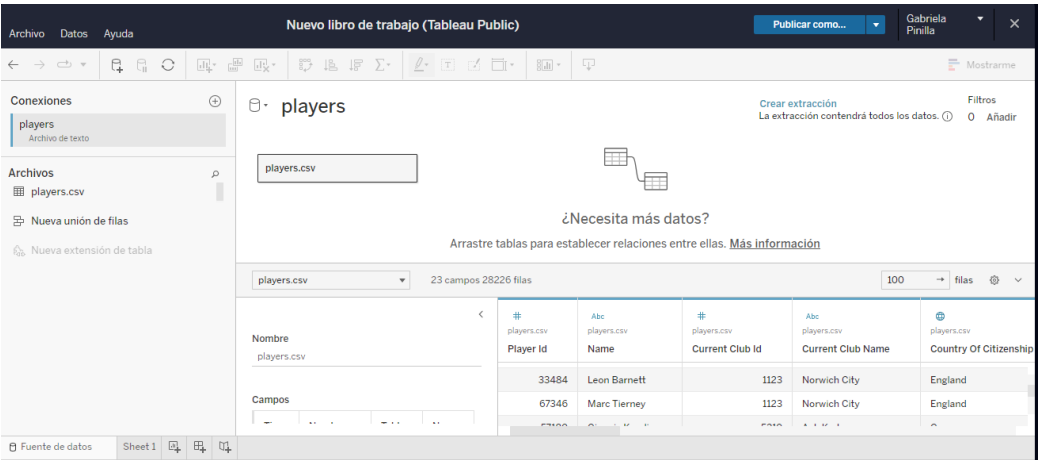 Nuevo libro de trabajo (Tableau Public)
Publicar como...
Gabriela
Pinilla
Archivo Datos Ayuda
Mostrarme
Conexiones
players
Archivo de texto
Archivos
players.csv
Nueva unión de filas
Nueva extensión de tabla
players
Crear extracción
La extracción contendrá todos los datos.
Filtros
0 Añadir
players.csv
¿Necesita más datos?
Arrastre tablas para establecer relaciones entre ellas. Más información
players.csv
23 campos 28226 filas
100 → filas
Nombre
players.csv
Campos
# Abc # Abc
players.csv players.csv players.csv players.csv players.csv
Player Id Name Current Club Id Current Club Name Country Of Citizenship
33484 Leon Barnett 1123 Norwich City England
67346 Marc Tierney 1123 Norwich City England
Fuente de datos
Sheet 1